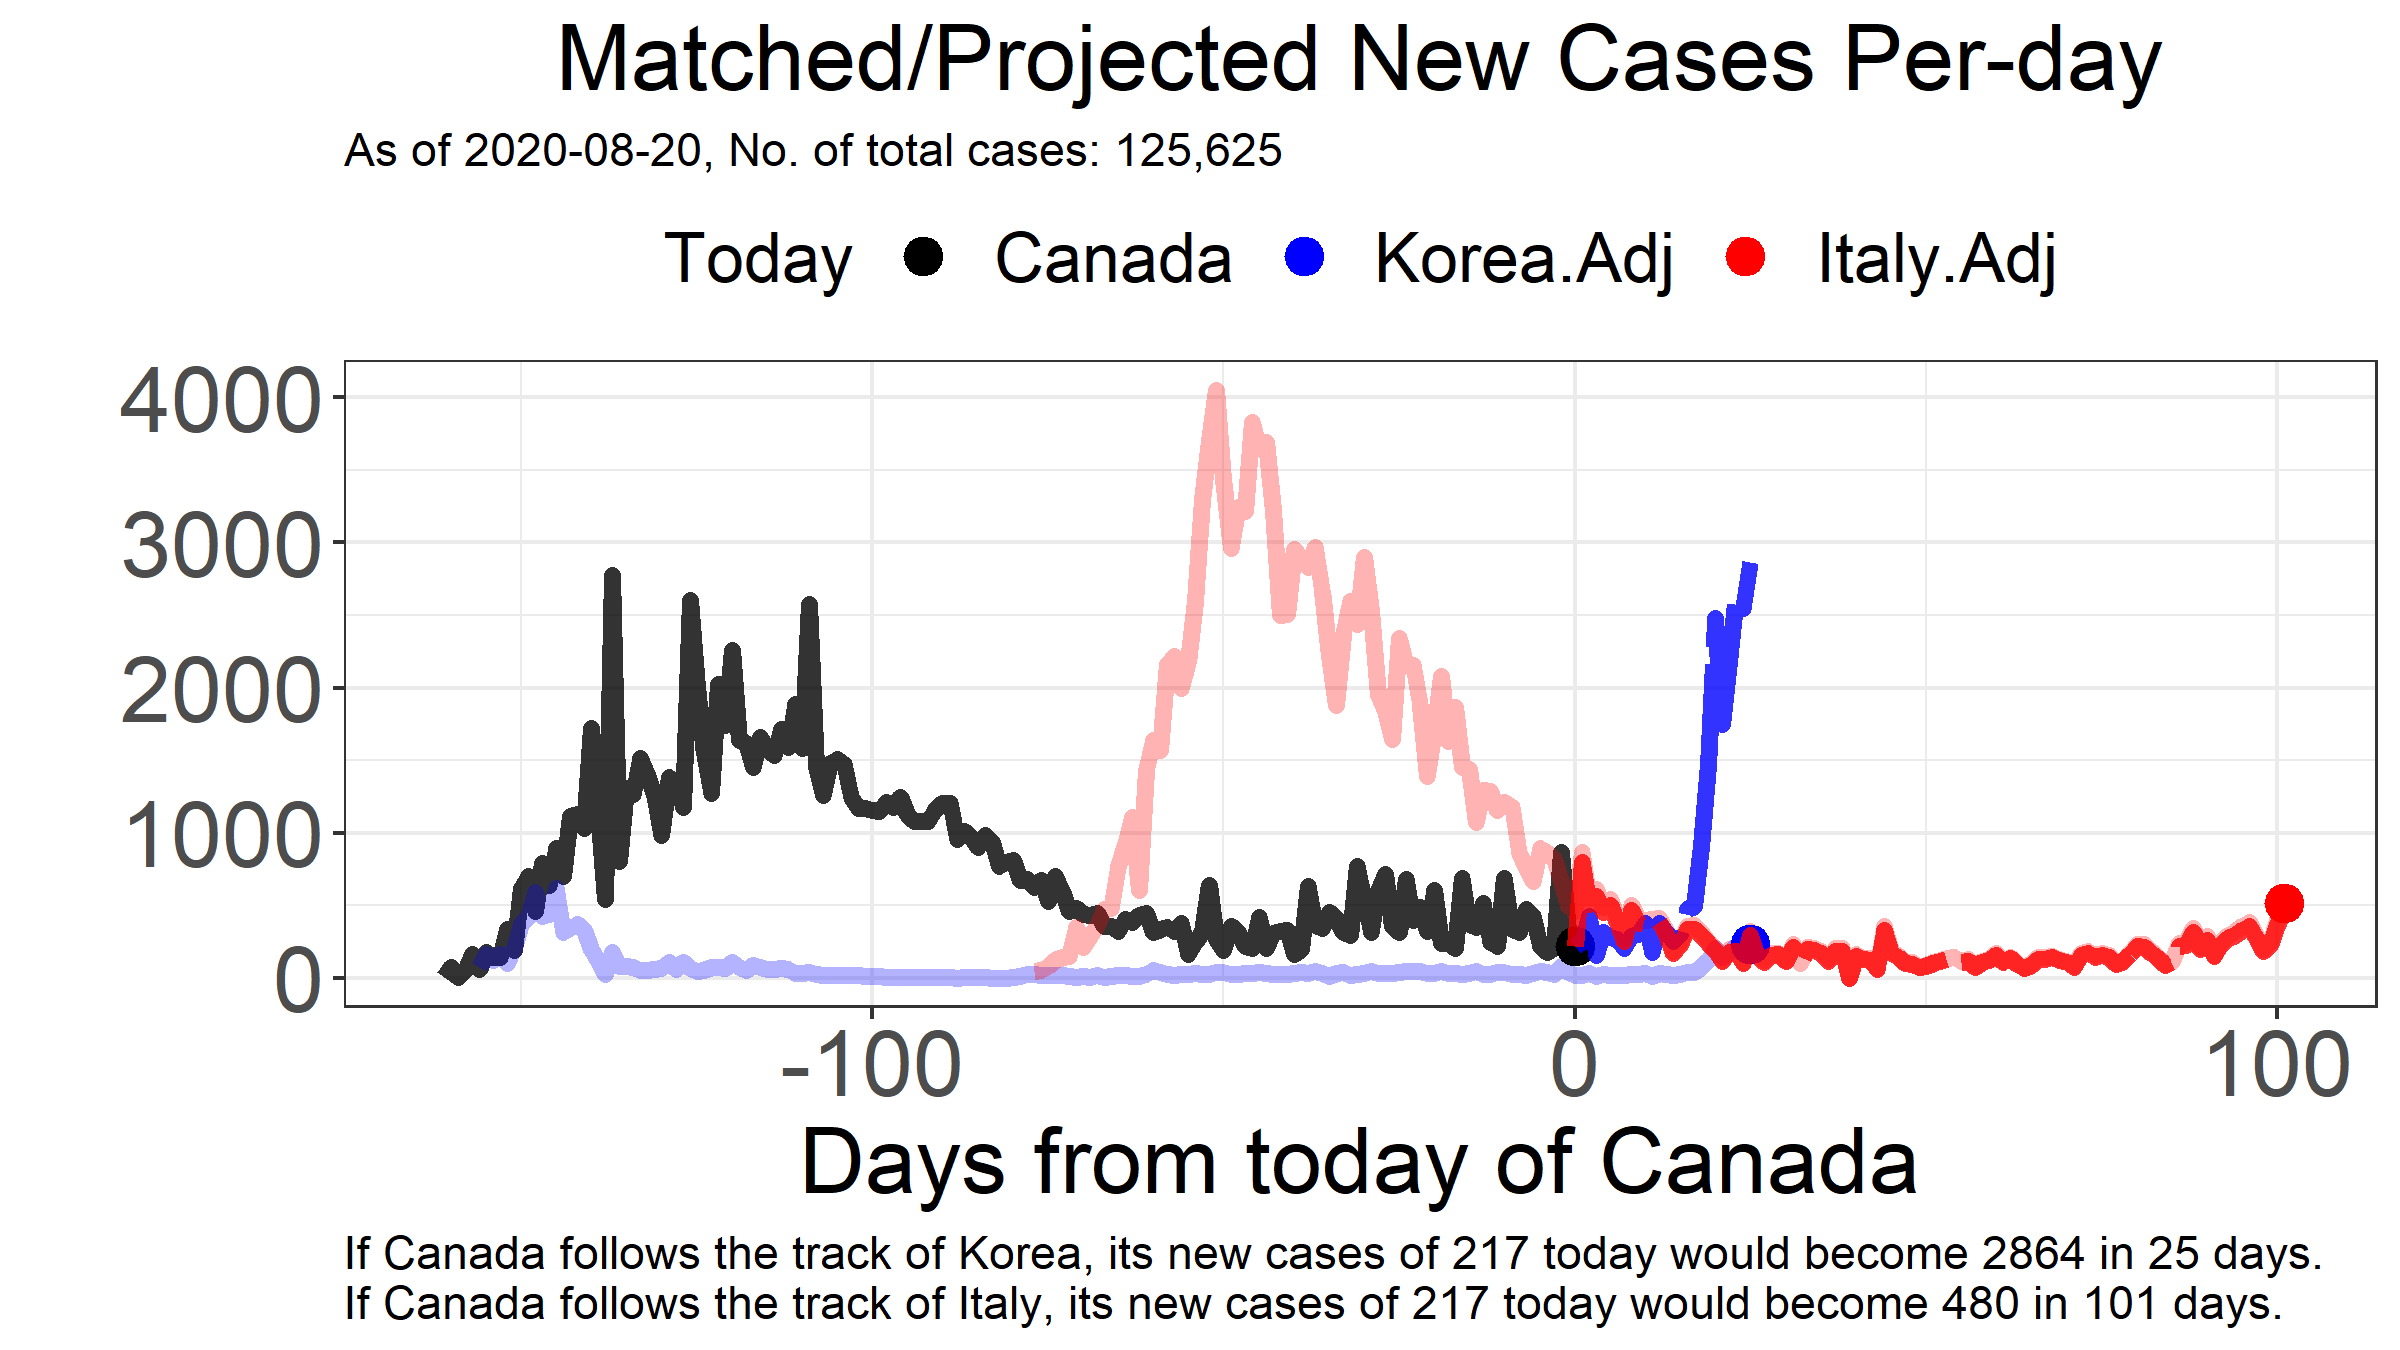 Matched/Projected New Cases Per-day
As of 2020-08-20, No. of total cases: 125,625
Today Canada Korea.Adj Italy.Adj
4000
3000
2000
1000
0
-100 0 100
Days from today of Canada
If Canada follows the track of Korea, its new cases of 217 today would become 2864 in 25 days.
If Canada follows the track of Italy, its new cases of 217 today would become 480 in 101 days.